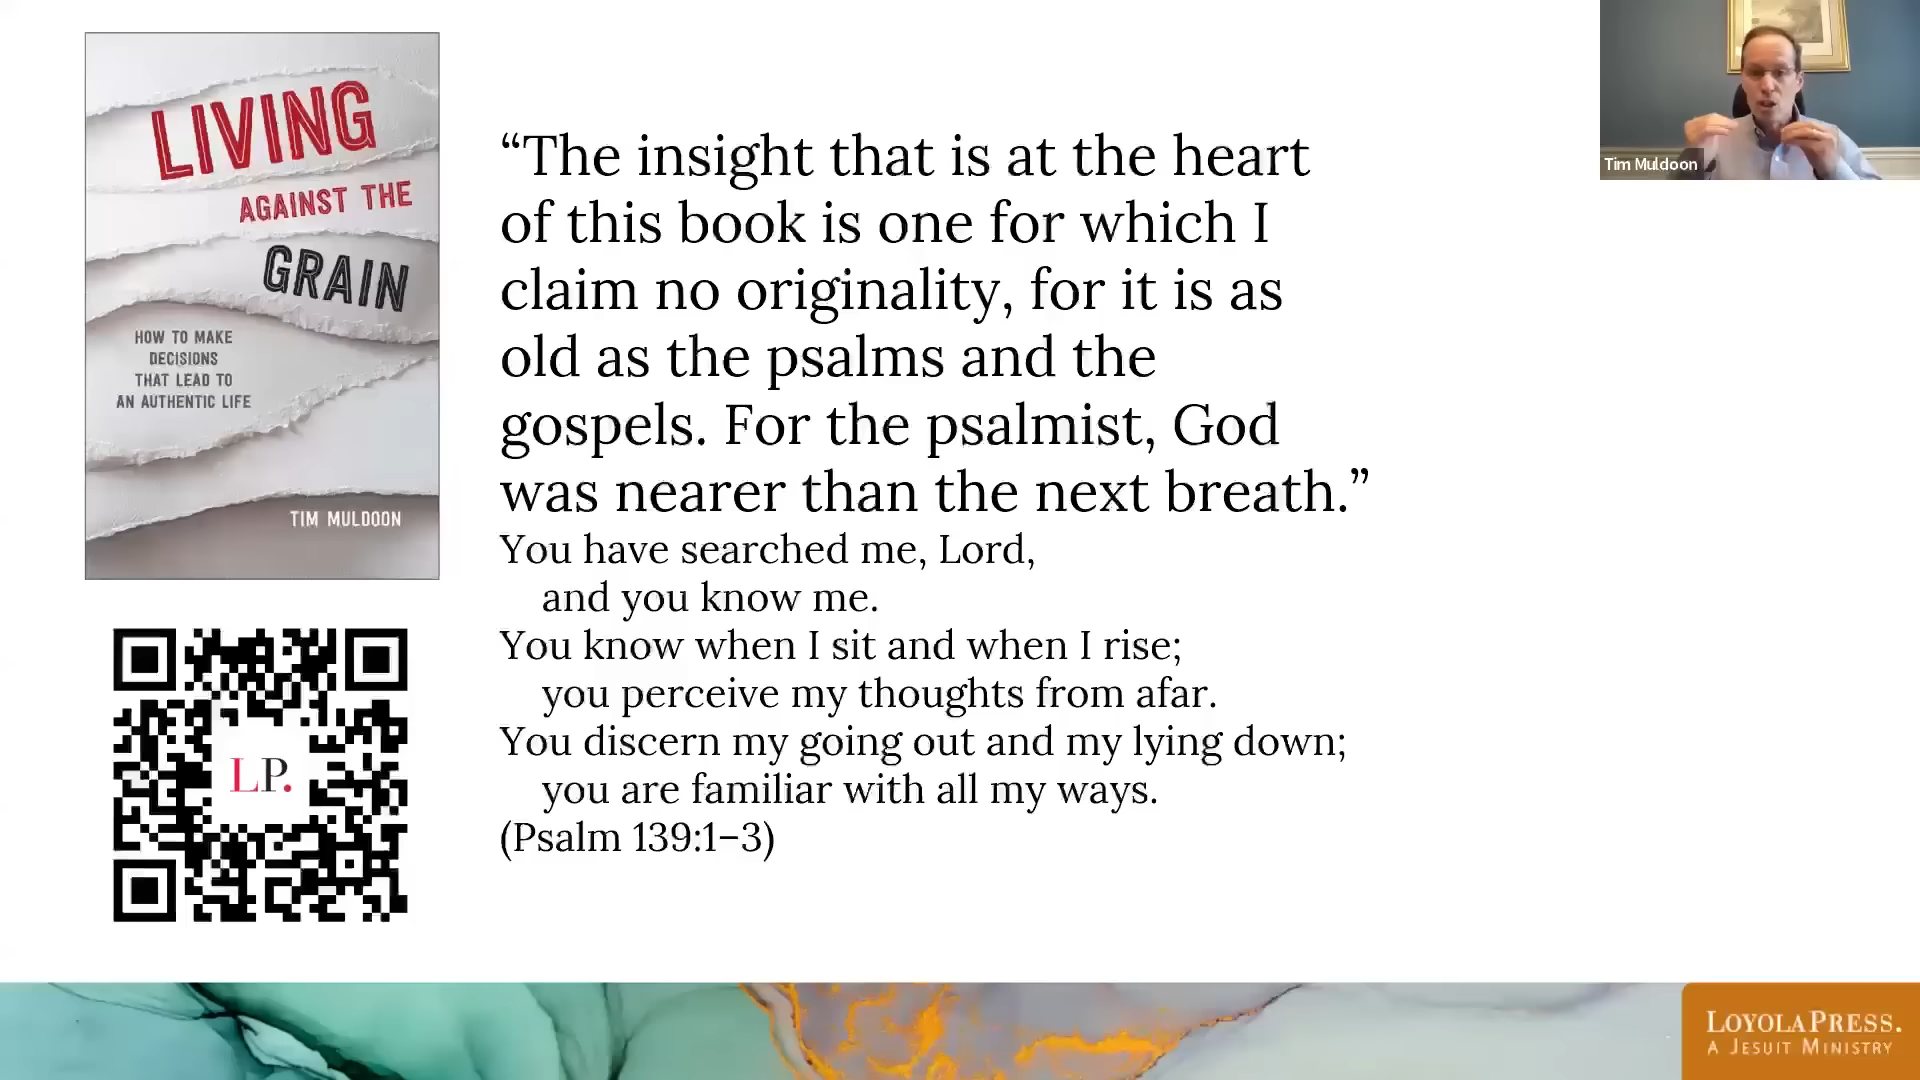 LIVING
AGAINST THE
GRAIN
HOW TO MAKE
DECISIONS
THAT LEAD TO
AN AUTHENTIC LIFE
TIM MULDOON
LP.
“The insight that is at the heart
of this book is one for which I
claim no originality, for it is as
old as the psalms and the
gospels. For the psalmist, God
was nearer than the next breath.”
You have searched me, Lord,
and you know me.
You know when I sit and when I rise;
you perceive my thoughts from afar.
You discern my going out and my lying down;
you are familiar with all my ways.
(Psalm 139:1–3)
Tim Muldoon
LOYOLAPRESS.
A JESUIT MINISTRY